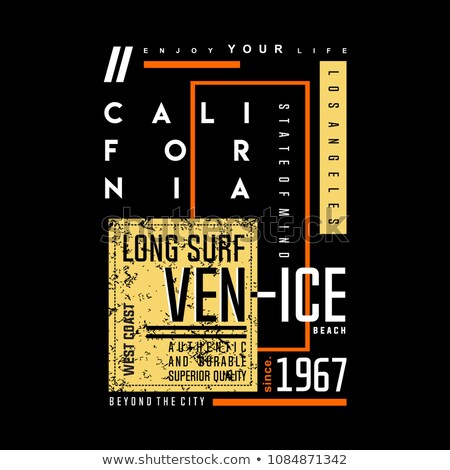 // ENJOY YOUR LIFE
CALI
FOR
NIA
STATE OF MIND
LOS ANGELES
LONG SURF
VEN-ICE
BEACH
WEST COAST
AUTHENTIC
AND DURABLE
SUPERIOR QUALITY
since.
1967
BEYOND THE CITY
shutterstock
www.shutterstock.com · 1084871342